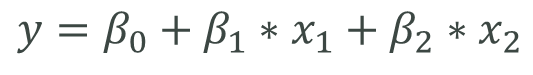 y = β₀ + β₁ * x₁ + β₂ * x₂